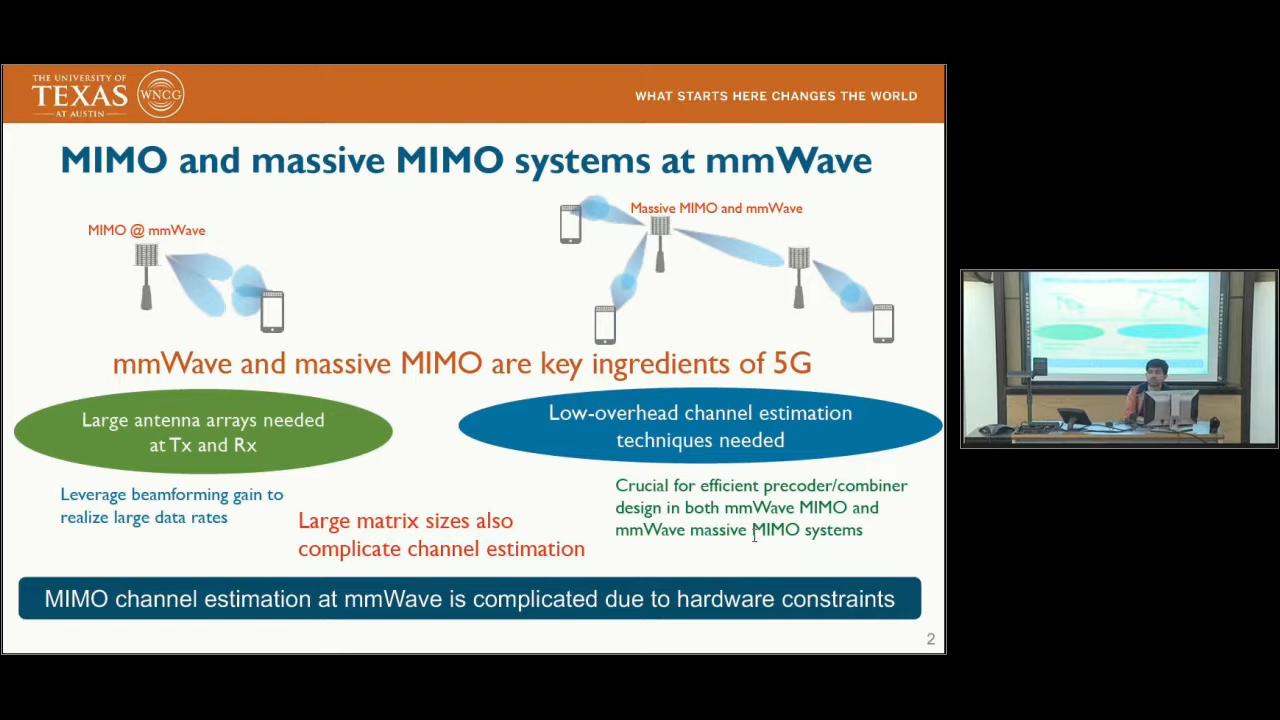 THE UNIVERSITY OF
TEXAS
AT AUSTIN
WNCG
WHAT STARTS HERE CHANGES THE WORLD
MIMO and massive MIMO systems at mmWave
MIMO @ mmWave
Massive MIMO and mmWave
mmWave and massive MIMO are key ingredients of 5G
Large antenna arrays needed
at Tx and Rx
Low-overhead channel estimation
techniques needed
Leverage beamforming gain to
realize large data rates
Large matrix sizes also
complicate channel estimation
Crucial for efficient precoder/combiner
design in both mmWave MIMO and
mmWave massive MIMO systems
MIMO channel estimation at mmWave is complicated due to hardware constraints
2